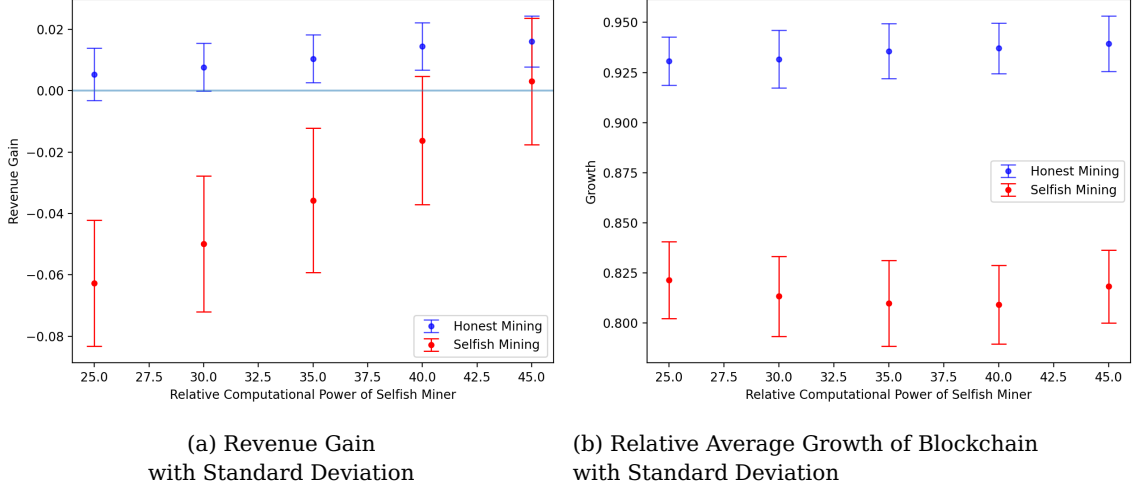 0.02
0.00
−0.02
−0.04
−0.06
−0.08
Revenue Gain
Honest Mining
Selfish Mining
25.0 27.5 30.0 32.5 35.0 37.5 40.0 42.5 45.0
Relative Computational Power of Selfish Miner
(a) Revenue Gain
with Standard Deviation
0.950
0.925
0.900
0.875
0.850
0.825
0.800
Growth
Honest Mining
Selfish Mining
25.0 27.5 30.0 32.5 35.0 37.5 40.0 42.5 45.0
Relative Computational Power of Selfish Miner
(b) Relative Average Growth of Blockchain
with Standard Deviation